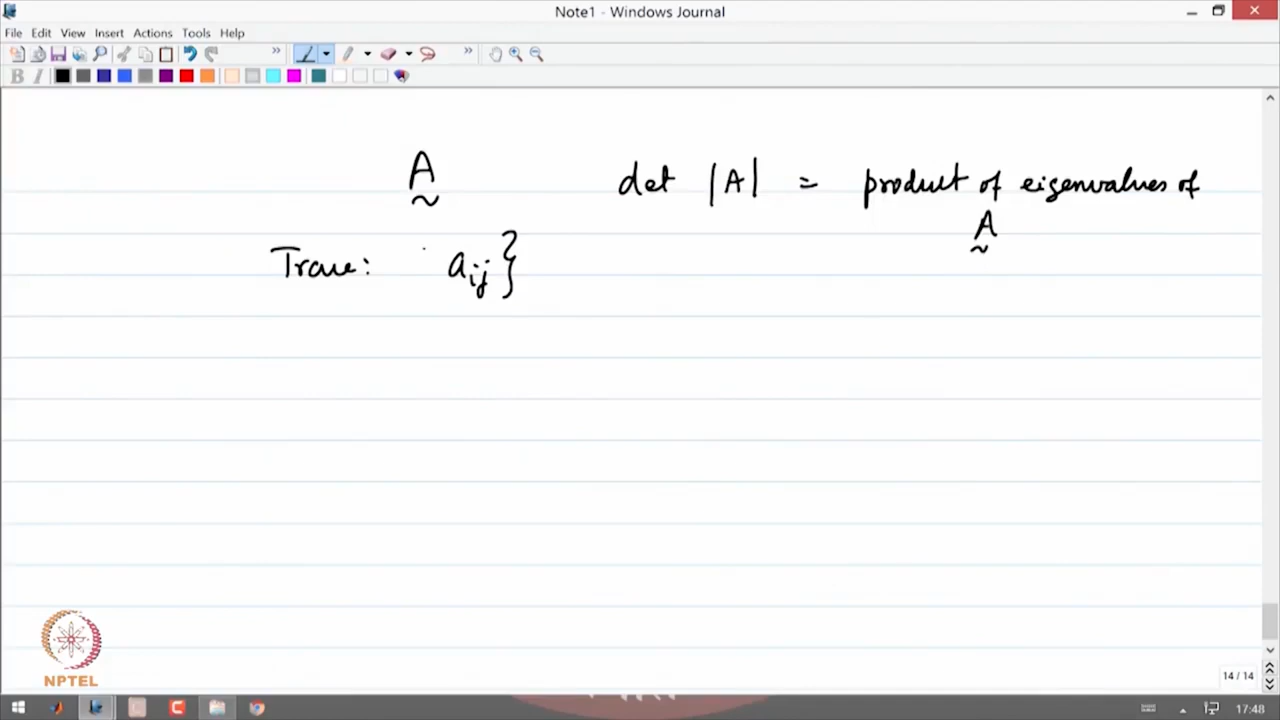 Note1 - Windows Journal
File Edit View Insert Actions Tools Help
A det |A| = product of eigenvalues of
~ A
~
Trace: aij}
NPTEL
14 / 14
17:48